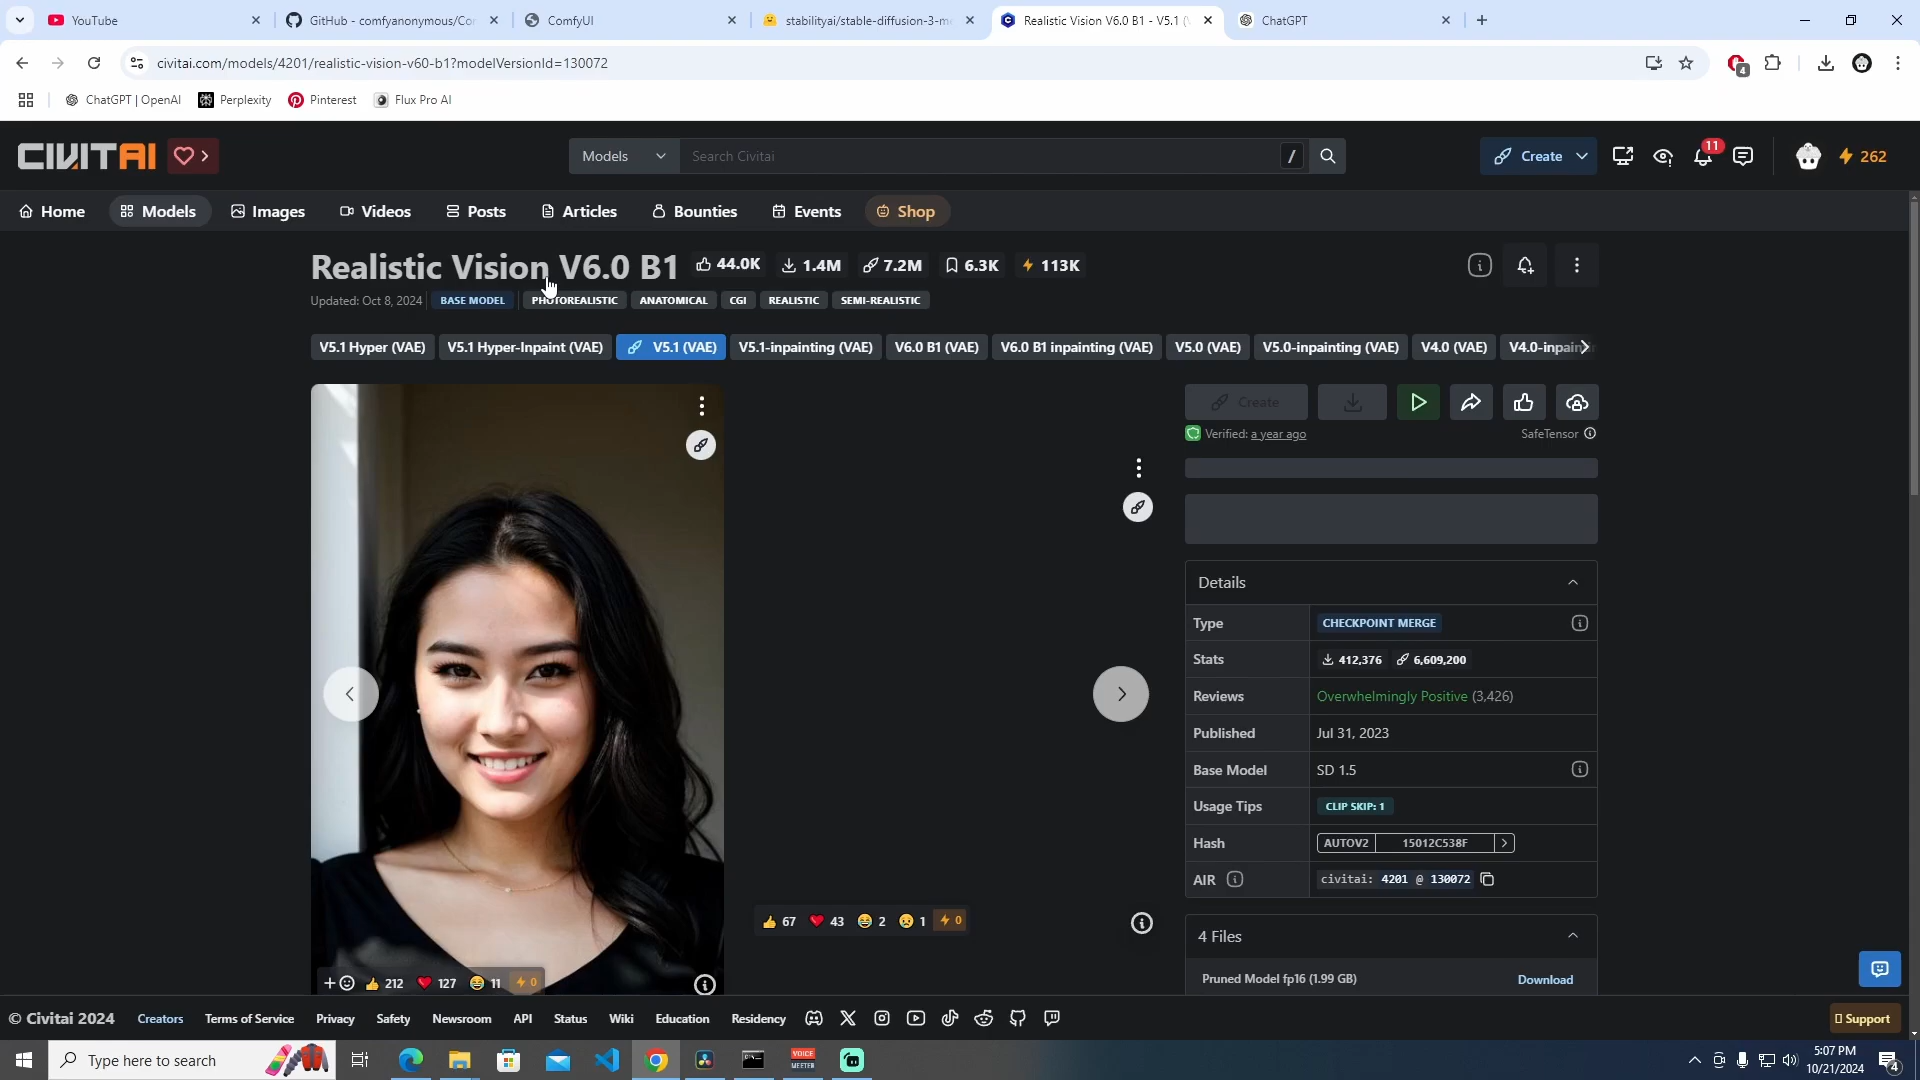 YouTube
GitHub - comfyanonymous/Con
ComfyUI
stabilityai/stable-diffusion-3-me
Realistic Vision V6.0 B1 - V5.1 (V
ChatGPT
civitai.com/models/4201/realistic-vision-v60-b1?modelVersionId=130072
4
ChatGPT | OpenAI
Perplexity
Pinterest
Flux Pro AI
CIVITAI
Models
Search Civitai
/
Create
11
262
Home
Models
Images
Videos
Posts
Articles
Bounties
Events
Shop
Realistic Vision V6.0 B1
44.0K
1.4M
7.2M
6.3K
113K
Updated: Oct 8, 2024
BASE MODEL
PHOTOREALISTIC
ANATOMICAL
CGI
REALISTIC
SEMI-REALISTIC
V5.1 Hyper (VAE)
V5.1 Hyper-Inpaint (VAE)
V5.1 (VAE)
V5.1-inpainting (VAE)
V6.0 B1 (VAE)
V6.0 B1 inpainting (VAE)
V5.0 (VAE)
V5.0-inpainting (VAE)
V4.0 (VAE)
V4.0-inpain
Create
Verified: a year ago
SafeTensor
Details
Type
CHECKPOINT MERGE
Stats
412,376
6,609,200
Reviews
Overwhelmingly Positive (3,426)
Published
Jul 31, 2023
Base Model
SD 1.5
Usage Tips
CLIP SKIP: 1
Hash
AUTOV2
15012C538F
AIR
civitai: 4201 @ 130072
4 Files
Pruned Model fp16 (1.99 GB)
Download
67
43
2
1
0
212
127
11
0
© Civitai 2024
Creators
Terms of Service
Privacy
Safety
Newsroom
API
Status
Wiki
Education
Residency
Support
Type here to search
VOICE
MEETER
5:07 PM
10/21/2024
4